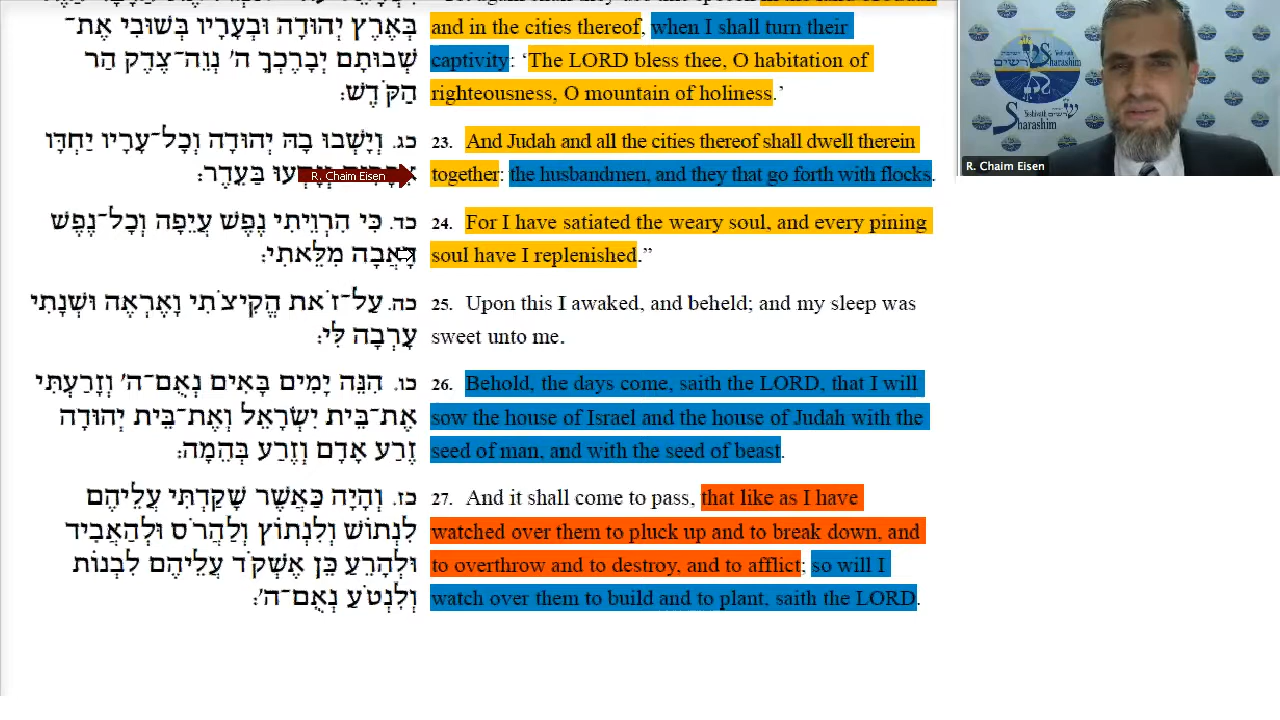 and in the cities thereof, when I shall turn their
captivity: ‘The LORD bless thee, O habitation of
righteousness, O mountain of holiness.’
בְּאֶרֶץ יְהוּדָה וּבְעָרָיו בְּשׁוּבִי אֶת־
שְׁבוּתָם יְבָרֶכְךָ ה׳ נְוֵה־צֶדֶק הַר
הַקֹּדֶשׁ:
23. And Judah and all the cities thereof shall dwell therein
together: the husbandmen, and they that go forth with flocks.
כג. וְיָשְׁבוּ בָהּ יְהוּדָה וְכָל־עָרָיו יַחְדָּו
בַּעֵדֶר:
R. Chaim Eisen
24. For I have satiated the weary soul, and every pining
soul have I replenished.”
כד. כִּי הִרְוֵיתִי נֶפֶשׁ עֲיֵפָה וְכָל־נֶפֶשׁ
דָּאֲבָה מִלֵּאתִי:
25. Upon this I awaked, and beheld; and my sleep was
sweet unto me.
כה. עַל־זֹאת הֱקִיצֹתִי וָאֶרְאֶה וּשְׁנָתִי
עָרְבָה לִּי:
26. Behold, the days come, saith the LORD, that I will
sow the house of Israel and the house of Judah with the
seed of man, and with the seed of beast.
כו. הִנֵּה יָמִים בָּאִים נְאֻם־ה׳ וְזָרַעְתִּי
אֶת־בֵּית יִשְׂרָאֵל וְאֶת־בֵּית יְהוּדָה
זֶרַע אָדָם וְזֶרַע בְּהֵמָה:
27. And it shall come to pass, that like as I have
watched over them to pluck up and to break down, and
to overthrow and to destroy, and to afflict; so will I
watch over them to build and to plant, saith the LORD.
כז. וְהָיָה כַּאֲשֶׁר שָׁקַדְתִּי עֲלֵיהֶם
לִנְתוֹשׁ וְלִנְתוֹץ וְלַהֲרֹס וּלְהַאֲבִיד
וּלְהָרֵעַ כֵּן אֶשְׁקֹד עֲלֵיהֶם לִבְנוֹת
וְלִנְטֹעַ נְאֻם־ה׳:
Yeshivath
Sharashim
שרשים
Yeshivath
Sharashim
R. Chaim Eisen